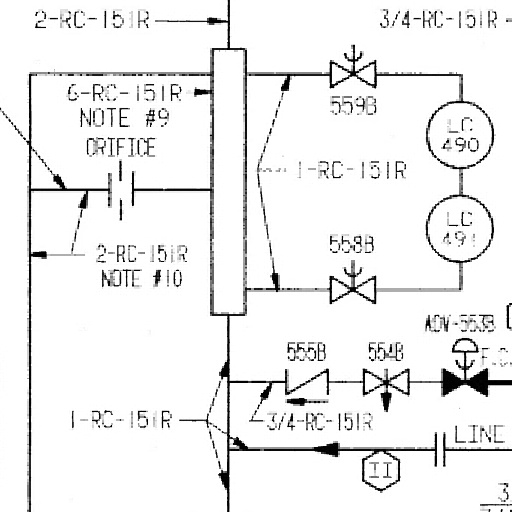 2-RC-151R
3/4-RC-151R
6-RC-151R
NOTE #9
ORIFICE
559B
LC
490
1-RC-151R
LC
491
2-RC-151R
NOTE #10
558B
AOV-553B
555B
554B
F.O.
1-RC-151R
3/4-RC-151R
LINE
II